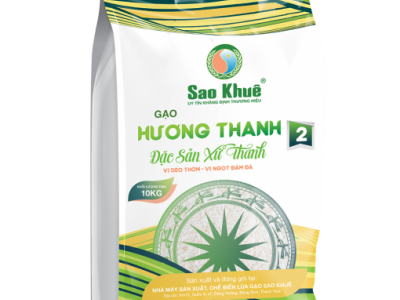 Sao Khuê®
UY TÍN KHẲNG ĐỊNH THƯƠNG HIỆU
GẠO
HƯƠNG THANH 2
Đặc Sản Xứ Thanh
VỊ DẺO THƠM - VỊ NGỌT ĐẬM ĐÀ
10KG
Sản xuất và đóng gói tại:
NHÀ MÁY SẢN XUẤT, CHẾ BIẾN LÚA GẠO SAO KHUÊ